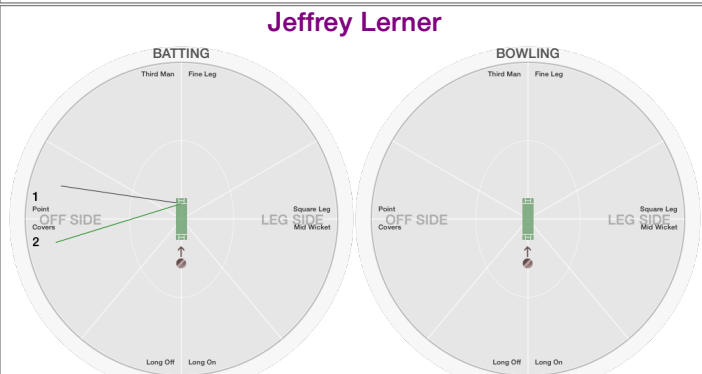 Jeffrey Lerner
BATTING
Third Man Fine Leg
1
Point
OFF SIDE
Covers
2
Square Leg
LEG SIDE
Mid Wicket
Long Off Long On
BOWLING
Third Man Fine Leg
Point
OFF SIDE
Covers
Square Leg
LEG SIDE
Mid Wicket
Long Off Long On